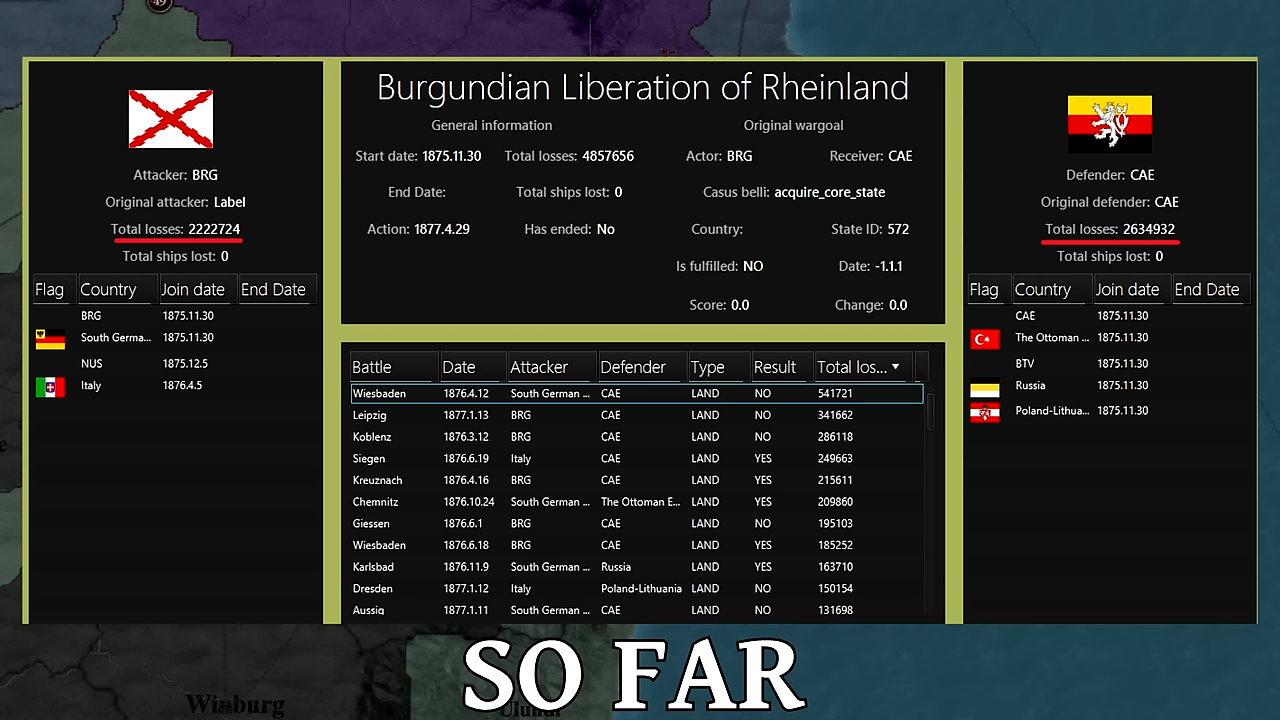 49
Burgundian Liberation of Rheinland
General information
Original wargoal
Start date: 1875.11.30
Total losses: 4857656
Actor: BRG
Receiver: CAE
End Date:
Total ships lost: 0
Casus belli: acquire_core_state
Action: 1877.4.29
Has ended: No
Country:
State ID: 572
Is fulfilled: NO
Date: -1.1.1
Score: 0.0
Change: 0.0
Attacker: BRG
Original attacker: Label
Total losses: 2222724
Total ships lost: 0
Flag Country Join date End Date
BRG 1875.11.30
South Germa... 1875.11.30
NUS 1875.12.5
Italy 1876.4.5
Battle Date Attacker Defender Type Result Total los...
Wiesbaden 1876.4.12 South German ... CAE LAND NO 541721
Leipzig 1877.1.13 BRG CAE LAND NO 341662
Koblenz 1876.3.12 BRG CAE LAND NO 286118
Siegen 1876.6.19 Italy CAE LAND YES 249663
Kreuznach 1876.4.16 BRG CAE LAND YES 215611
Chemnitz 1876.10.24 South German ... The Ottoman E... LAND YES 209860
Giessen 1876.6.1 BRG CAE LAND NO 195103
Wiesbaden 1876.6.18 BRG CAE LAND YES 185252
Karlsbad 1876.11.9 South German ... Russia LAND YES 163710
Dresden 1877.1.12 Italy Poland-Lithuania LAND NO 150154
Aussig 1877.1.11 South German ... CAE LAND NO 131698
Defender: CAE
Original defender: CAE
Total losses: 2634932
Total ships lost: 0
Flag Country Join date End Date
CAE 1875.11.30
The Ottoman ... 1875.11.30
BTV 1875.11.30
Russia 1875.11.30
Poland-Lithua... 1875.11.30
SO FAR
Winburg
Ulundi